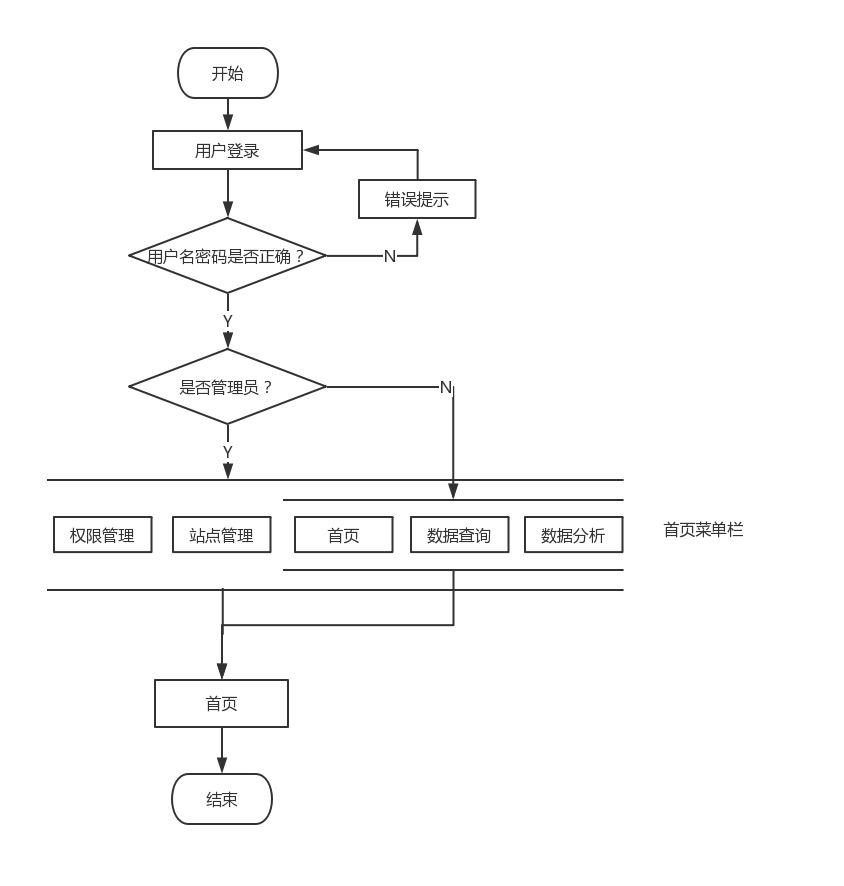 开始
用户登录
错误提示
用户名密码是否正确？
N
Y
是否管理员？
N
Y
权限管理
站点管理
首页
数据查询
数据分析
首页菜单栏
首页
结束